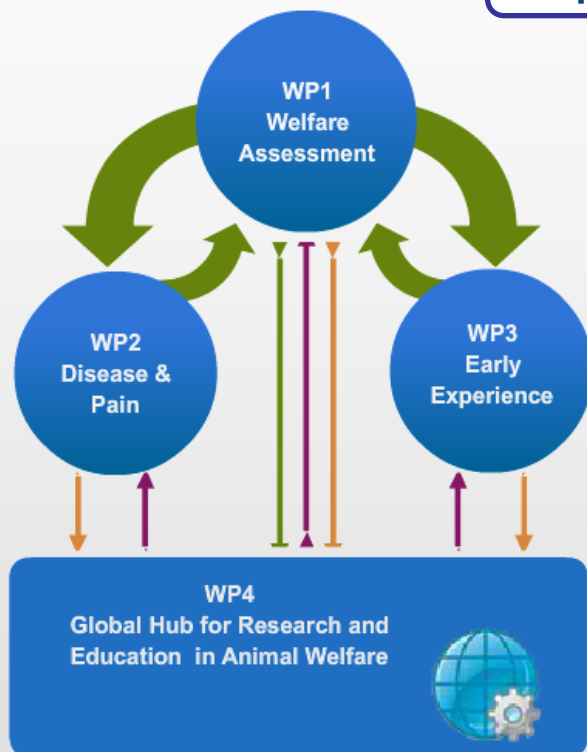 WP1
Welfare
Assessment
WP2
Disease &
Pain
WP3
Early
Experience
WP4
Global Hub for Research and
Education in Animal Welfare